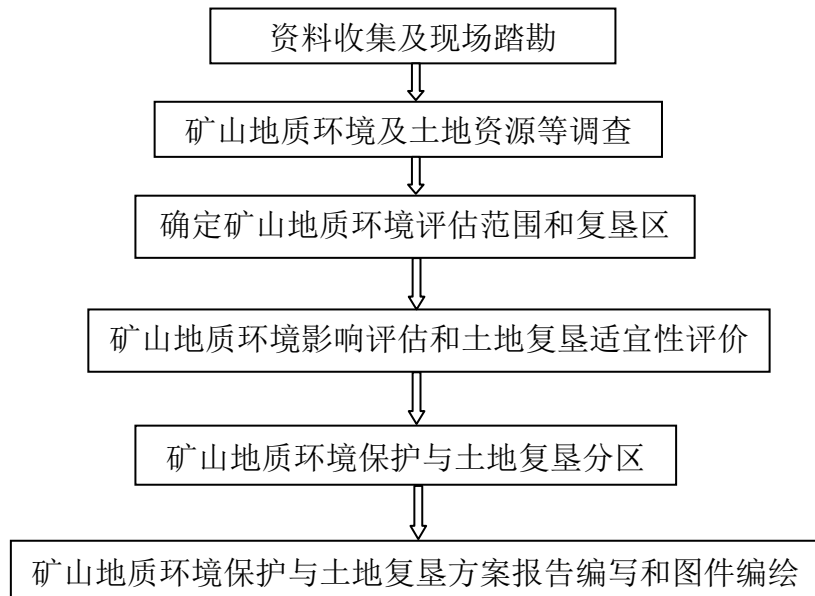 资料收集及现场踏勘
矿山地质环境及土地资源等调查
确定矿山地质环境评估范围和复垦区
矿山地质环境影响评估和土地复垦适宜性评价
矿山地质环境保护与土地复垦分区
矿山地质环境保护与土地复垦方案报告编写和图件编绘